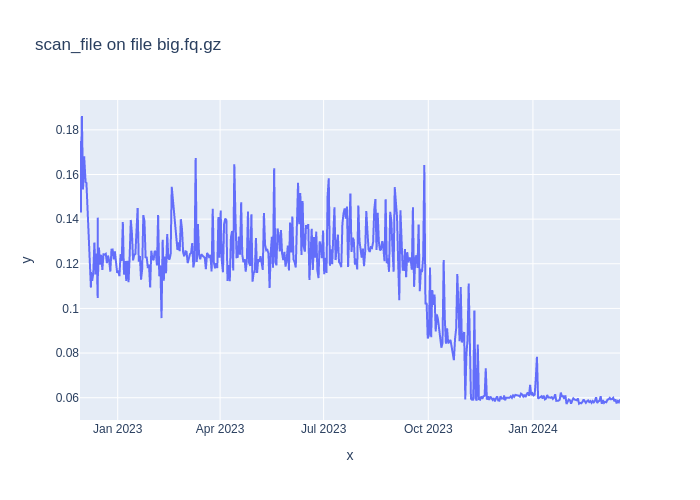 scan_file on file big.fq.gz
0.18
0.16
0.14
0.12
0.1
0.08
0.06
y
Jan 2023
Apr 2023
Jul 2023
Oct 2023
Jan 2024
x